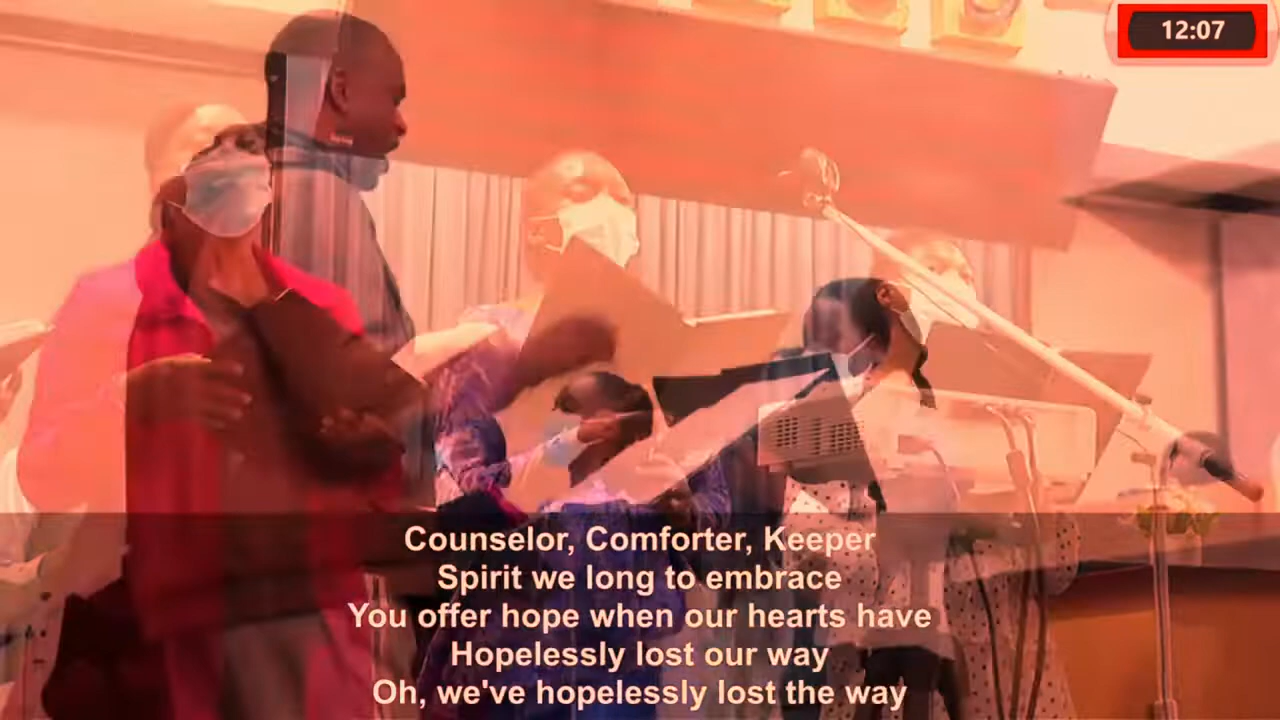 12:07
Counselor, Comforter, Keeper
Spirit we long to embrace
You offer hope when our hearts have
Hopelessly lost our way
Oh, we've hopelessly lost the way